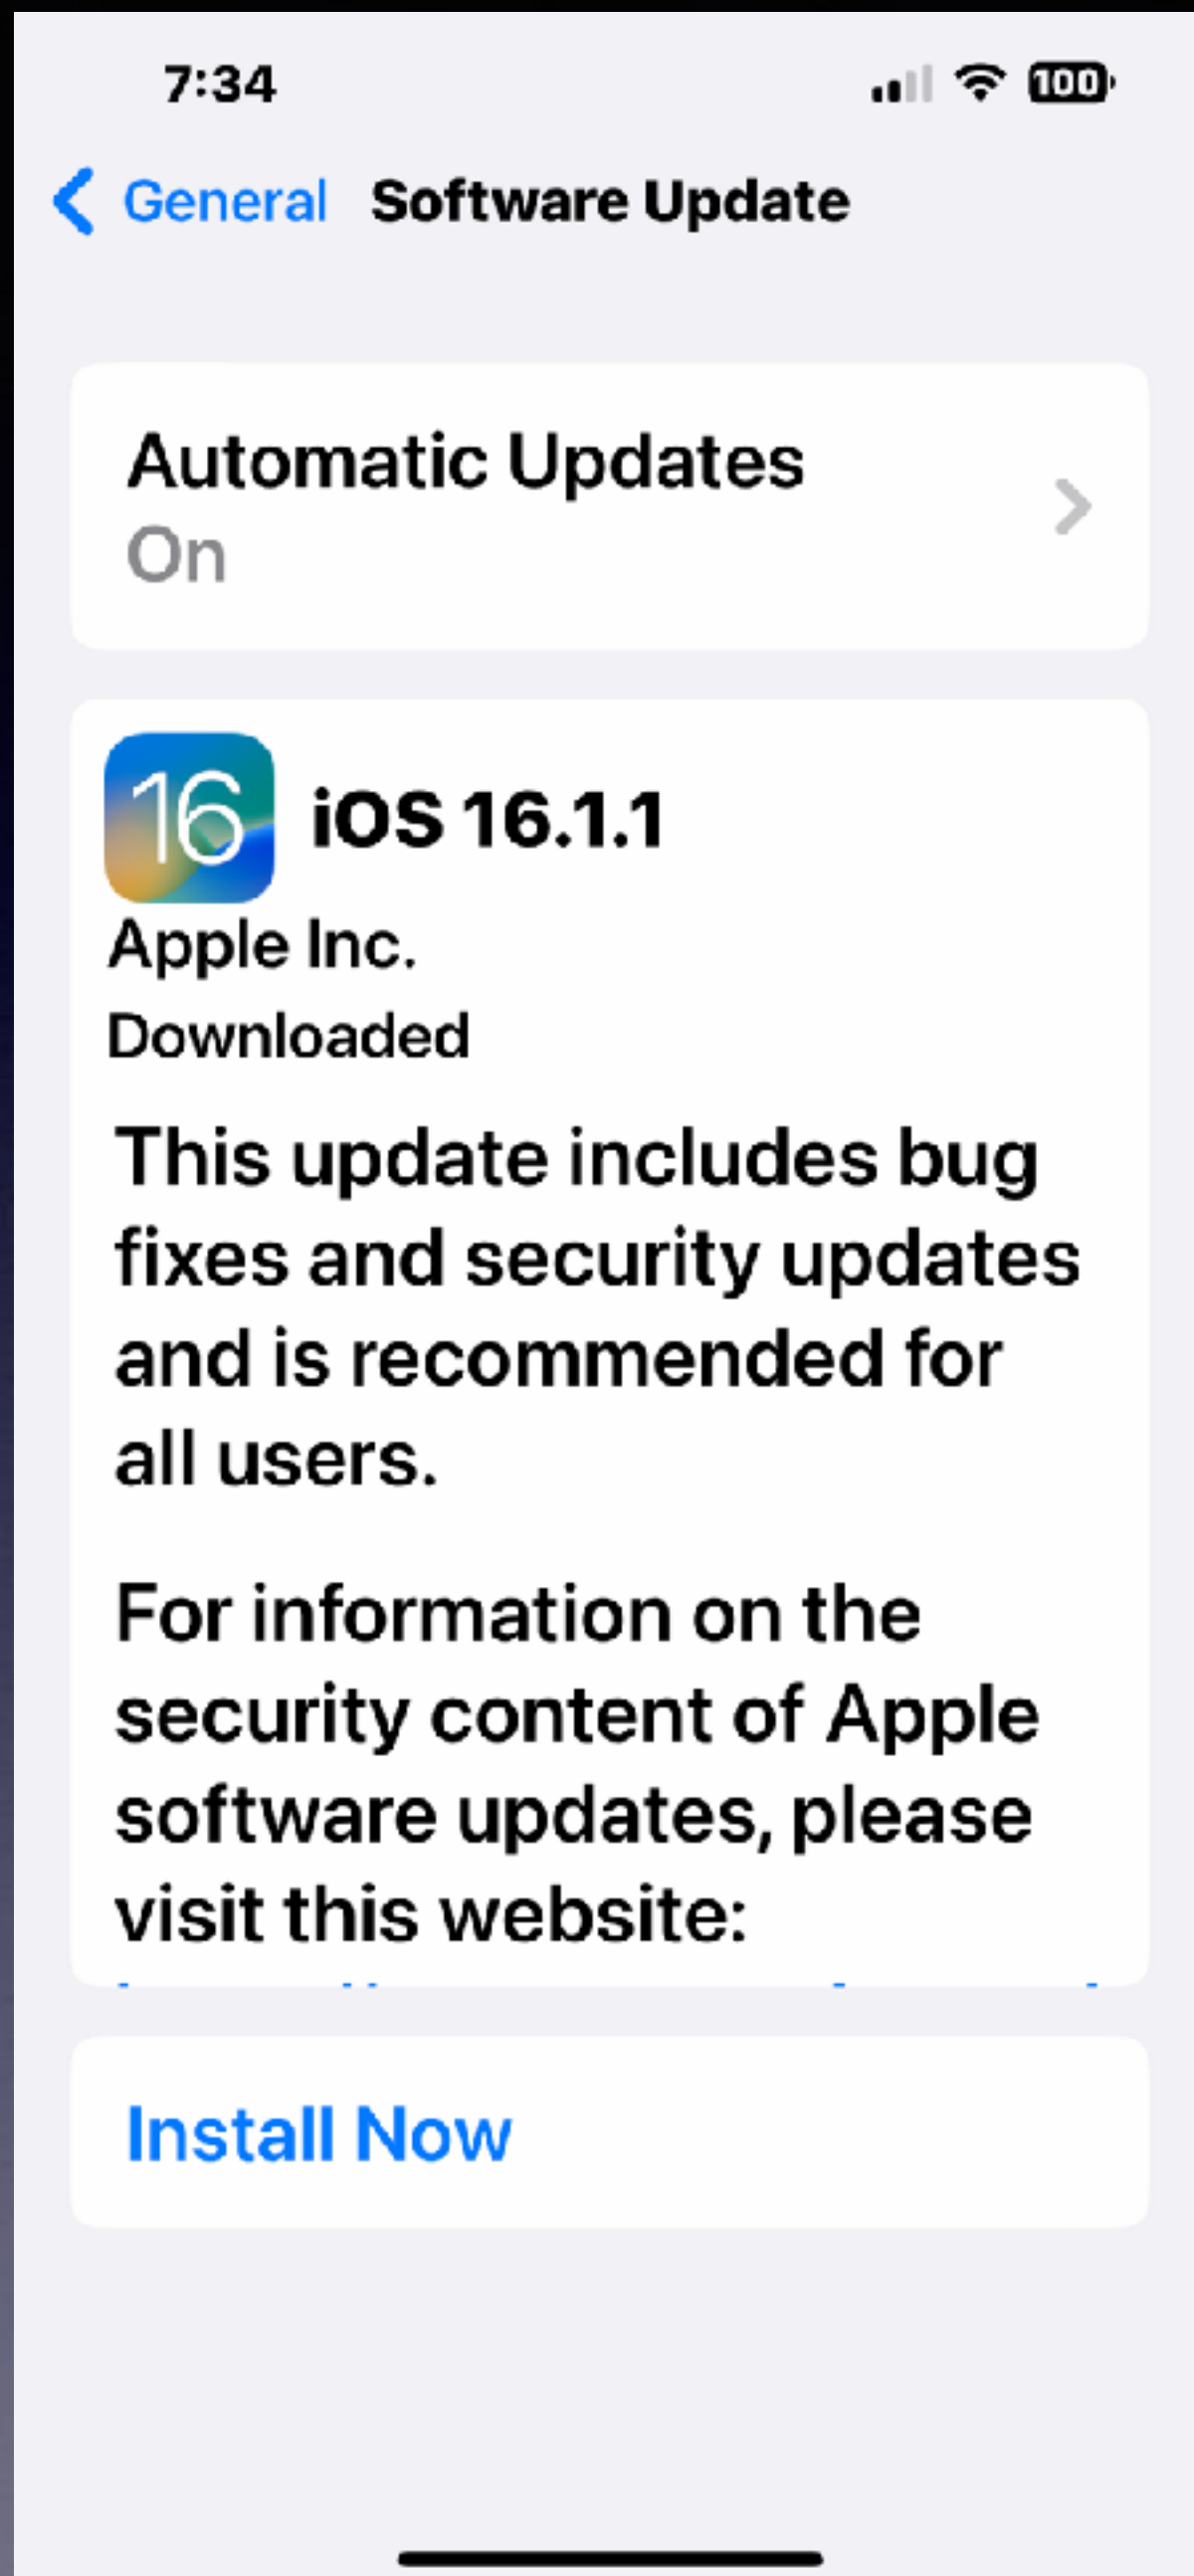 7:34
100
General Software Update
Automatic Updates
On
16
iOS 16.1.1
Apple Inc.
Downloaded
This update includes bug
fixes and security updates
and is recommended for
all users.
For information on the
security content of Apple
software updates, please
visit this website:
Install Now